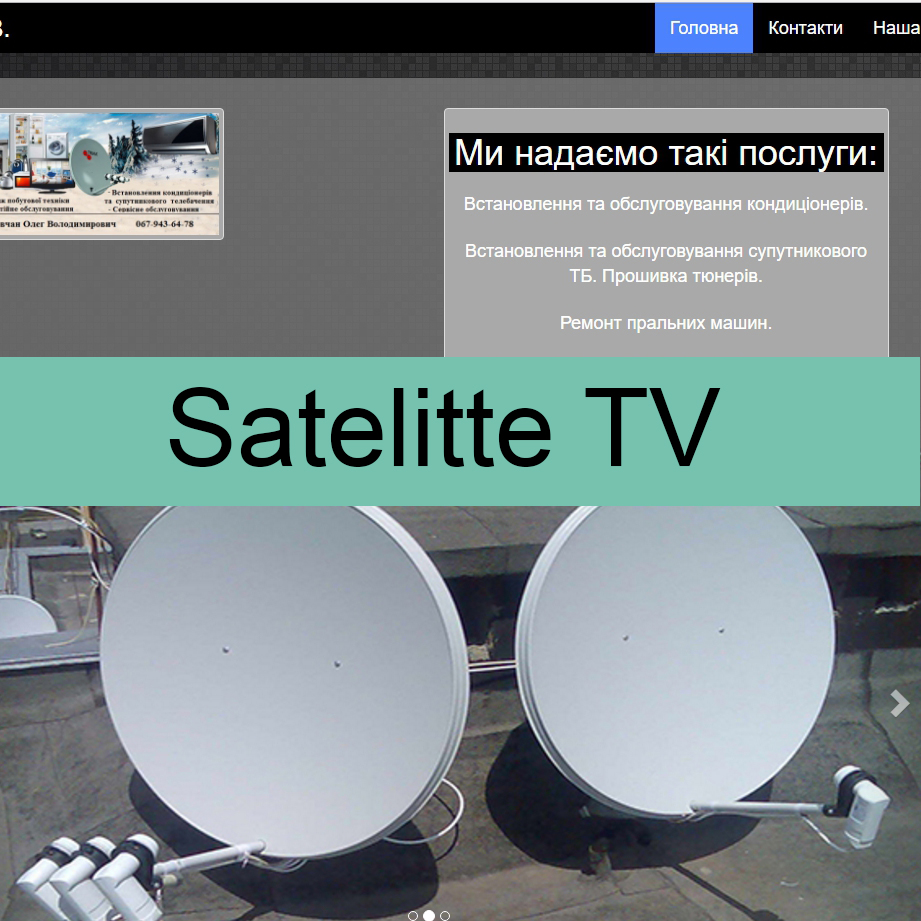 В.
Головна Контакти Наша
ж побутової техніки
тійне обслуговування
- Встановлення кондиціонерів
та супутникового телебачення
- Сервісне обслуговування
вчан Олег Володимирович 067-943-64-78
Ми надаємо такі послуги:
Встановлення та обслуговування кондиціонерів.
Встановлення та обслуговування супутникового
ТБ. Прошивка тюнерів.
Ремонт пральних машин.
Satelitte TV